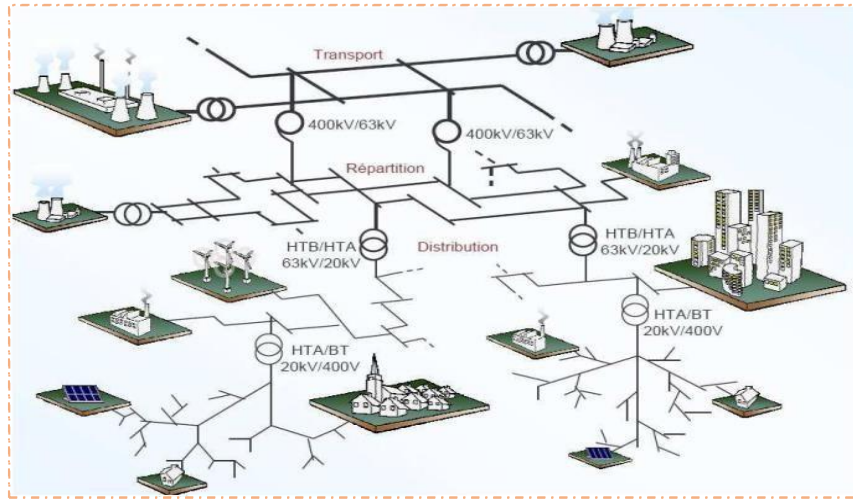 Transport
400kV/63kV
400kV/63kV
Répartition
HTB/HTA
63kV/20kV
Distribution
HTB/HTA
63kV/20kV
HTA/BT
20kV/400V
HTA/BT
20kV/400V